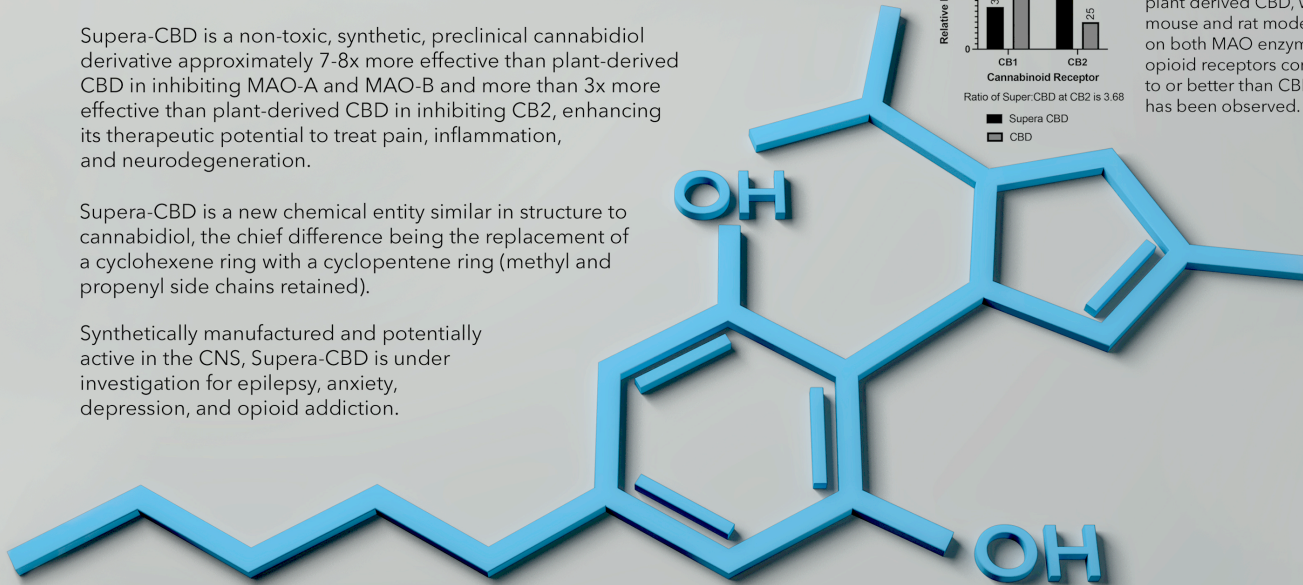 Supera-CBD is a non-toxic, synthetic, preclinical cannabidiol
derivative approximately 7-8x more effective than plant-derived
CBD in inhibiting MAO-A and MAO-B and more than 3x more
effective than plant-derived CBD in inhibiting CB2, enhancing
its therapeutic potential to treat pain, inflammation,
and neurodegeneration.
Supera-CBD is a new chemical entity similar in structure to
cannabidiol, the chief difference being the replacement of
a cyclohexene ring with a cyclopentene ring (methyl and
propenyl side chains retained).
Synthetically manufactured and potentially
active in the CNS, Supera-CBD is under
investigation for epilepsy, anxiety,
depression, and opioid addiction.
Relative
0
25
CB1
CB2
Cannabinoid Receptor
Ratio of Super:CBD at CB2 is 3.68
Supera CBD
CBD
plant derived CBD,
mouse and rat
on both MAO
opioid receptors
to or better than
has been observed.
OH
OH